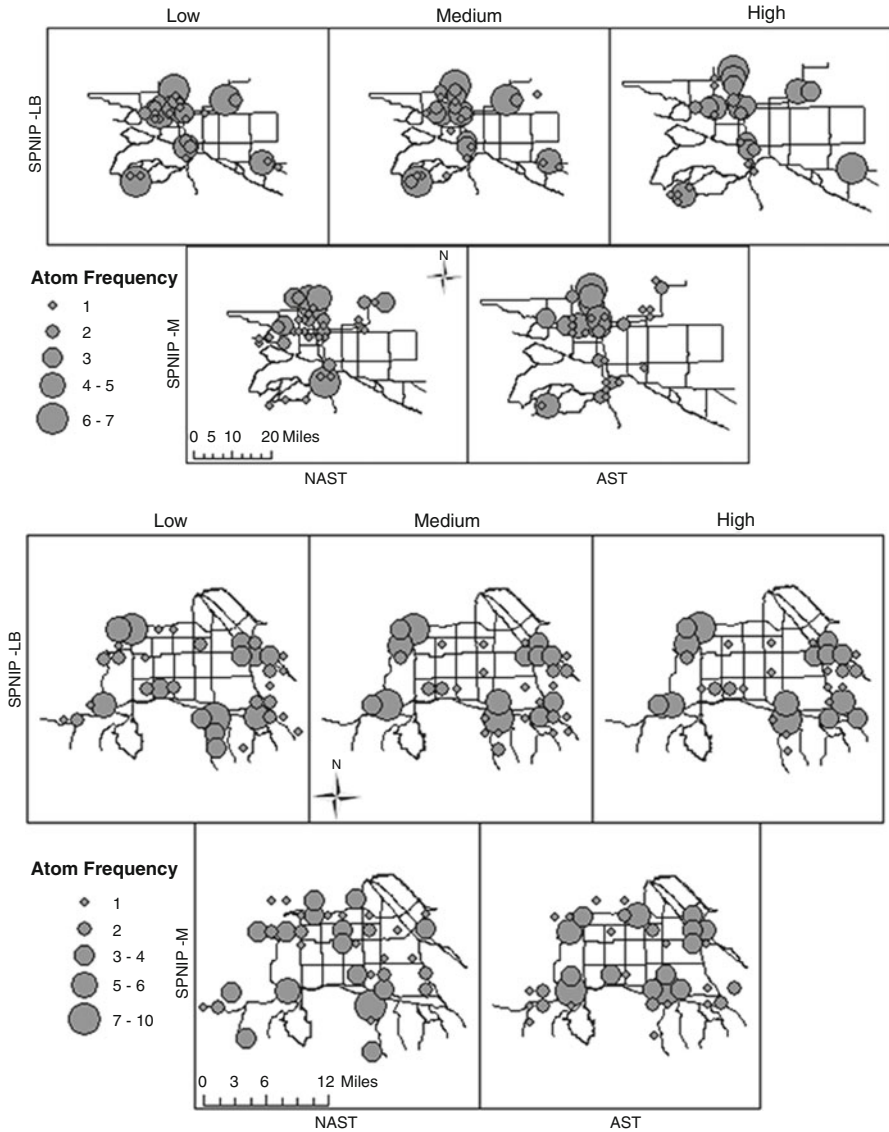 Low Medium High
SPNIP -LB
Atom Frequency
1
2
3
4 - 5
6 - 7
SPNIP -M
N
0 5 10 20 Miles
NAST AST
Low Medium High
SPNIP -LB
N
Atom Frequency
1
2
3 - 4
5 - 6
7 - 10
SPNIP -M
0 3 6 12 Miles
NAST AST